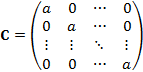 C = ( a 0 ⋯ 0
0 a ⋯ 0
⋮ ⋮ ⋱ ⋮
0 0 ⋯ a )